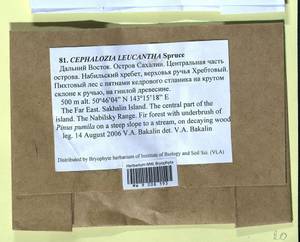 81. CEPHALOZIA LEUCANTHA Spruce
Дальний Восток. Остров Сахалин. Центральная часть
острова. Набильский хребет, верховья ручья Хребтовый.
Пихтовый лес с пятнами кедрового стланика на крутом
склоне к ручью, на гнилой древесине.
500 m alt. 50°46'04" N 143°15'18" E
The Far East. Sakhalin Island. The central part of the
island. The Nabilsky Range. Fir forest with underbrush of
Pinus pumila on a steep slope to a stream, on decaying wood
leg. 14 August 2006 V.A. Bakalin det. V.A. Bakalin
Distributed by Bryophyte herbarium of Institute of Biology and Soil Sci. (VLA)